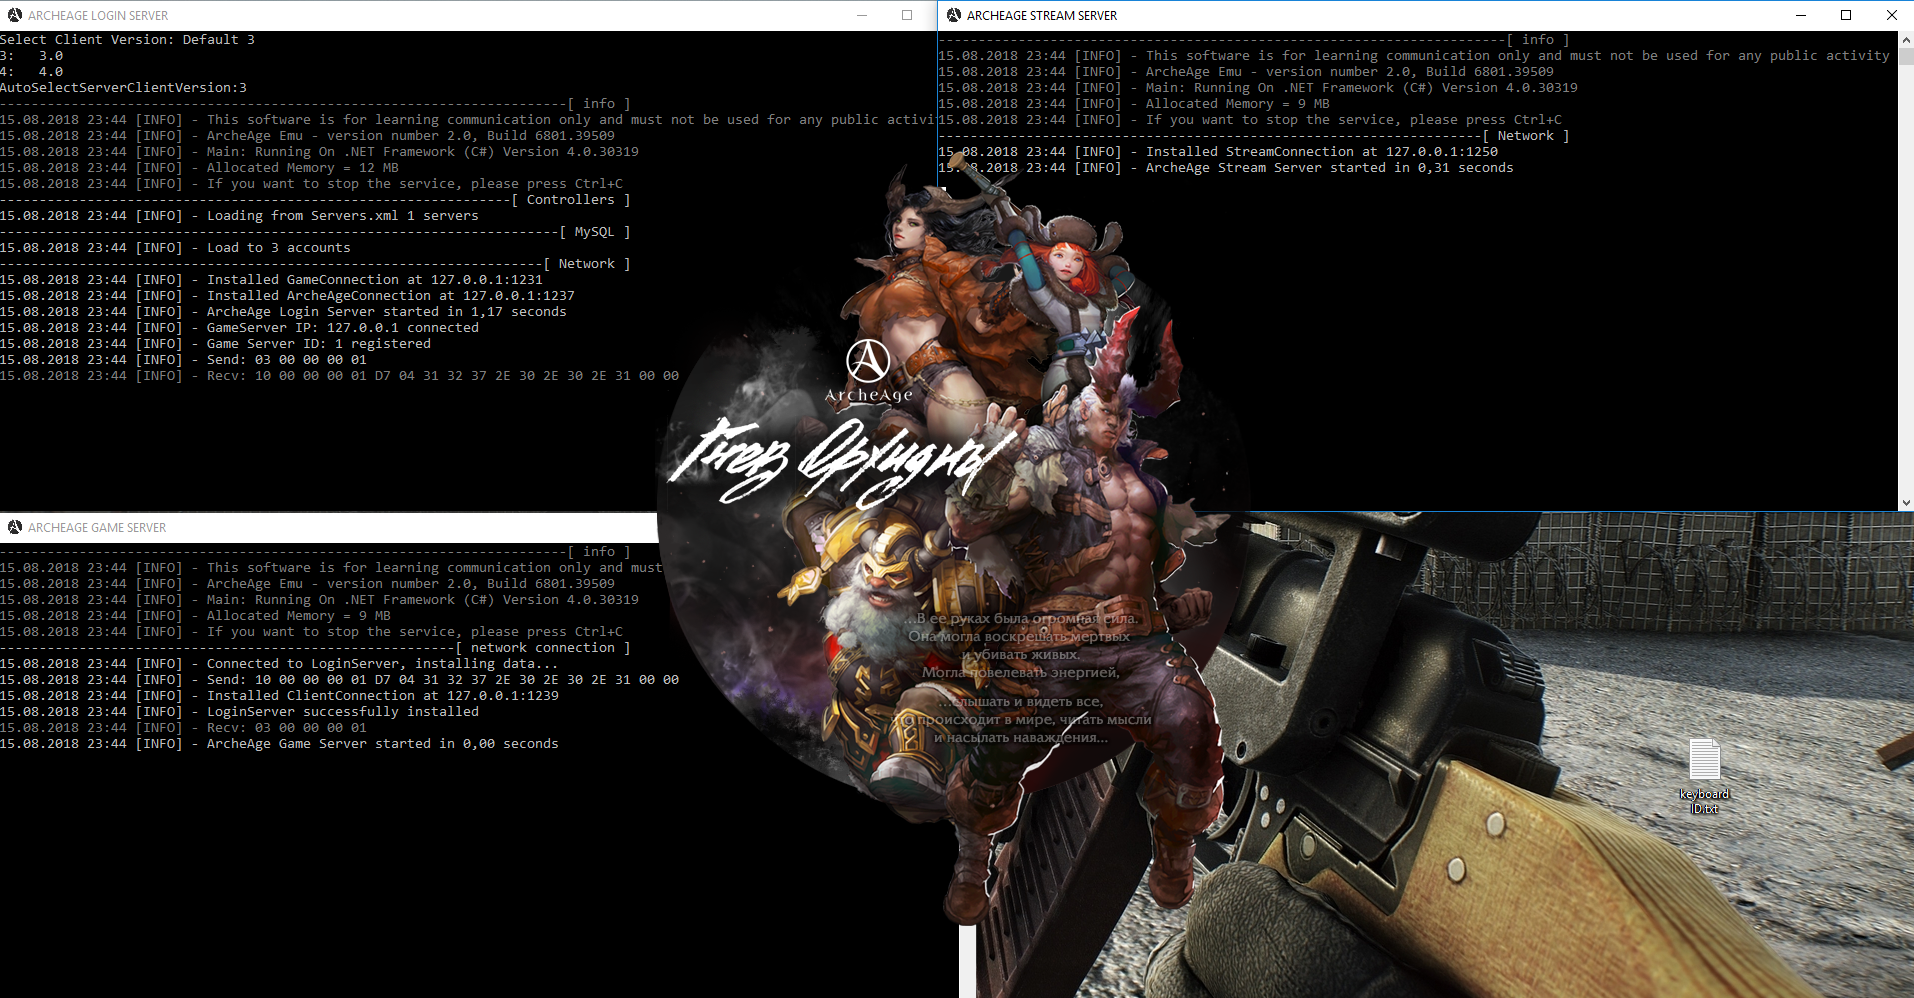 ARCHEAGE LOGIN SERVER
Select Client Version: Default 3
3:   3.0
4:   4.0
AutoSelectServerClientVersion:3
-----------------------------------------------------------------------[ info ]
15.08.2018 23:44 [INFO] - This software is for learning communication only and must not be used for any public activi
15.08.2018 23:44 [INFO] - ArcheAge Emu - version number 2.0, Build 6801.39509
15.08.2018 23:44 [INFO] - Main: Running On .NET Framework (C#) Version 4.0.30319
15.08.2018 23:44 [INFO] - Allocated Memory = 12 MB
15.08.2018 23:44 [INFO] - If you want to stop the service, please press Ctrl+C
----------------------------------------------------------------[ Controllers ]
15.08.2018 23:44 [INFO] - Loading from Servers.xml 1 servers
----------------------------------------------------------------------[ MySQL ]
15.08.2018 23:44 [INFO] - Load to 3 accounts
--------------------------------------------------------------------[ Network ]
15.08.2018 23:44 [INFO] - Installed GameConnection at 127.0.0.1:1231
15.08.2018 23:44 [INFO] - Installed ArcheAgeConnection at 127.0.0.1:1237
15.08.2018 23:44 [INFO] - ArcheAge Login Server started in 1,17 seconds
15.08.2018 23:44 [INFO] - GameServer IP: 127.0.0.1 connected
15.08.2018 23:44 [INFO] - Game Server ID: 1 registered
15.08.2018 23:44 [INFO] - Send: 03 00 00 00 01
15.08.2018 23:44 [INFO] - Recv: 10 00 00 00 01 D7 04 31 32 37 2E 30 2E 30 2E 31 00 00
ARCHEAGE STREAM SERVER
-----------------------------------------------------------------------[ info ]
15.08.2018 23:44 [INFO] - This software is for learning communication only and must not be used for any public activity
15.08.2018 23:44 [INFO] - ArcheAge Emu - version number 2.0, Build 6801.39509
15.08.2018 23:44 [INFO] - Main: Running On .NET Framework (C#) Version 4.0.30319
15.08.2018 23:44 [INFO] - Allocated Memory = 9 MB
15.08.2018 23:44 [INFO] - If you want to stop the service, please press Ctrl+C
--------------------------------------------------------------------[ Network ]
15.08.2018 23:44 [INFO] - Installed StreamConnection at 127.0.0.1:1250
15.08.2018 23:44 [INFO] - ArcheAge Stream Server started in 0,31 seconds
ArcheAge
Гнев Орхидны
...В ее руках была огромная сила.
Она могла воскрешать мертвых
и убивать живых.
Могла повелевать энергией,
...слышать и видеть все,
что происходит в мире, читать мысли
и насылать наваждения...
ARCHEAGE GAME SERVER
-----------------------------------------------------------------------[ info ]
15.08.2018 23:44 [INFO] - This software is for learning communication only and must
15.08.2018 23:44 [INFO] - ArcheAge Emu - version number 2.0, Build 6801.39509
15.08.2018 23:44 [INFO] - Main: Running On .NET Framework (C#) Version 4.0.30319
15.08.2018 23:44 [INFO] - Allocated Memory = 9 MB
15.08.2018 23:44 [INFO] - If you want to stop the service, please press Ctrl+C
---------------------------------------------------------[ network connection ]
15.08.2018 23:44 [INFO] - Connected to LoginServer, installing data...
15.08.2018 23:44 [INFO] - Send: 10 00 00 00 01 D7 04 31 32 37 2E 30 2E 30 2E 31 00 00
15.08.2018 23:44 [INFO] - Installed ClientConnection at 127.0.0.1:1239
15.08.2018 23:44 [INFO] - LoginServer successfully installed
15.08.2018 23:44 [INFO] - Recv: 03 00 00 00 01
15.08.2018 23:44 [INFO] - ArcheAge Game Server started in 0,00 seconds
keyboard
ID.txt